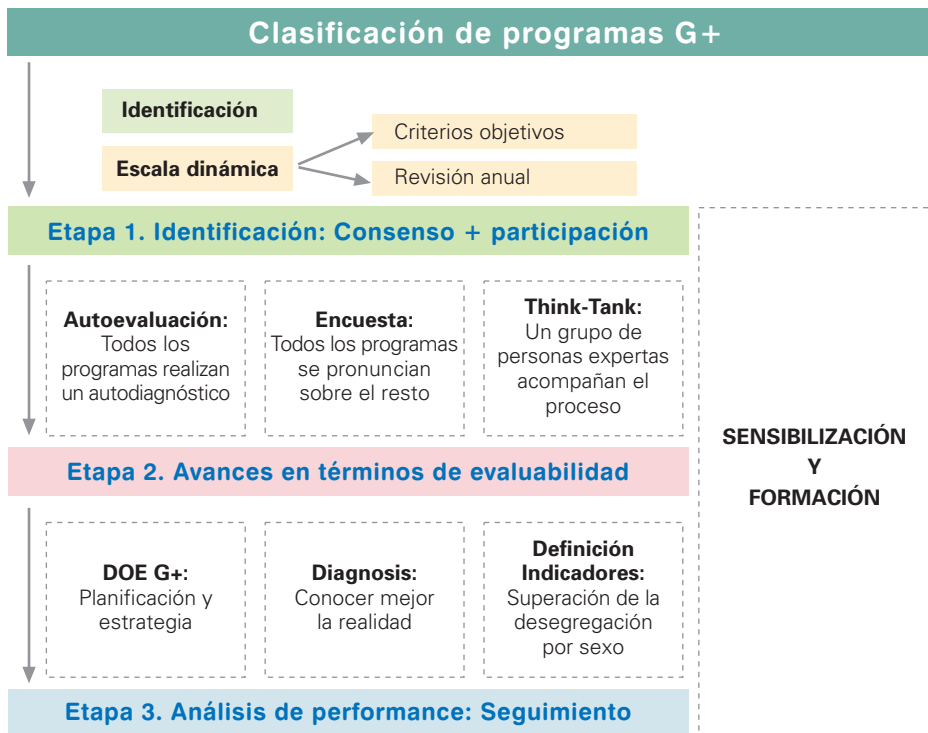 Clasificación de programas G+
Identificación
Escala dinámica
Criterios objetivos
Revisión anual
Etapa 1. Identificación: Consenso + participación
Autoevaluación:
Todos los
programas realizan
un autodiagnóstico
Encuesta:
Todos los programas
se pronuncian
sobre el resto
Think-Tank:
Un grupo de
personas expertas
acompañan el
proceso
SENSIBILIZACIÓN
Y
FORMACIÓN
Etapa 2. Avances en términos de evaluabilidad
DOE G+:
Planificación y
estrategia
Diagnosis:
Conocer mejor
la realidad
Definición
Indicadores:
Superación de la
desegregación
por sexo
Etapa 3. Análisis de performance: Seguimiento